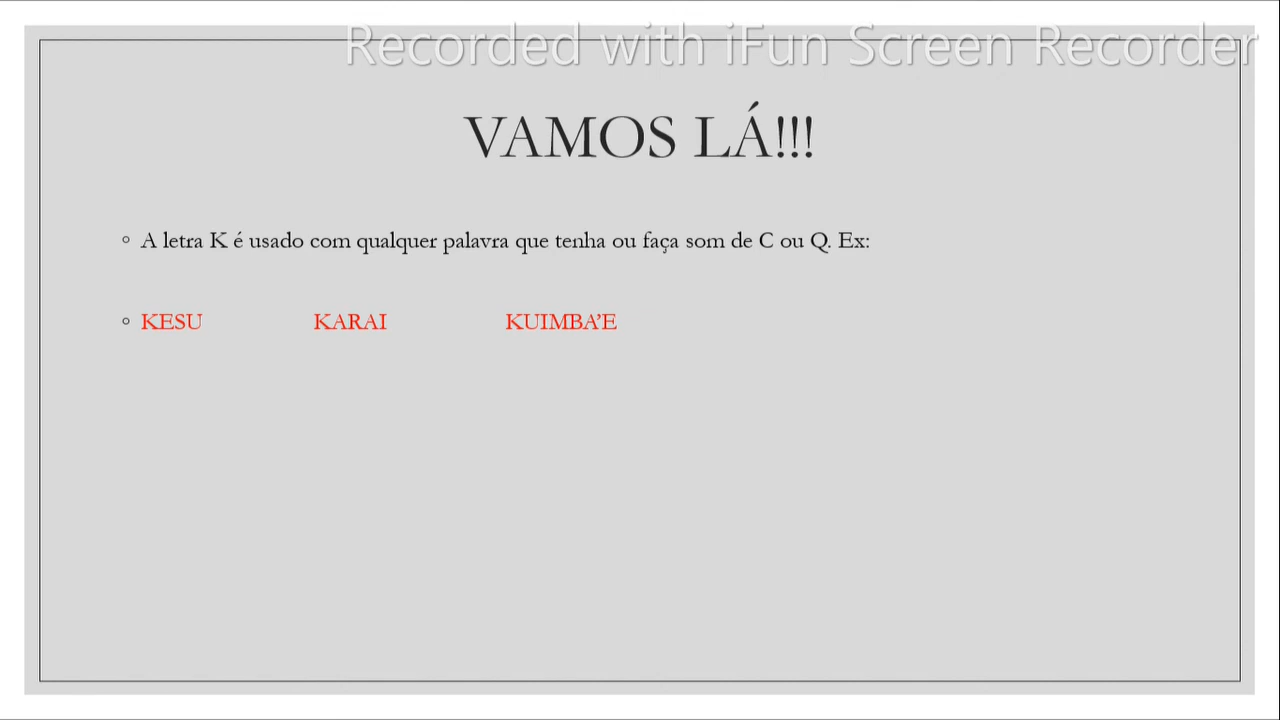 Recorded with iFun Screen Recorder
VAMOS LÁ!!!
◦ A letra K é usado com qualquer palavra que tenha ou faça som de C ou Q. Ex:
◦ KESU KARAI KUIMBA’E